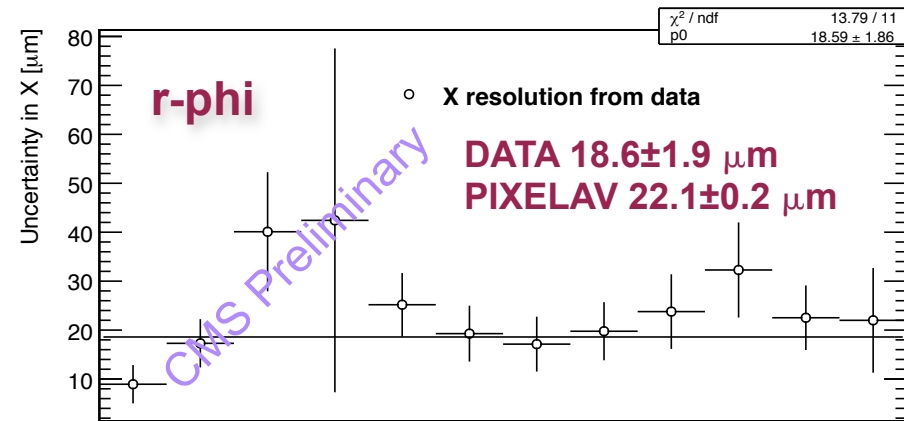 χ² / ndf 13.79 / 11
p0 18.59 ± 1.86
Uncertainty in X [μm]
80
70
60
50
40
30
20
10
r-phi
X resolution from data
DATA 18.6±1.9 μm
PIXELAV 22.1±0.2 μm
CMS Preliminary